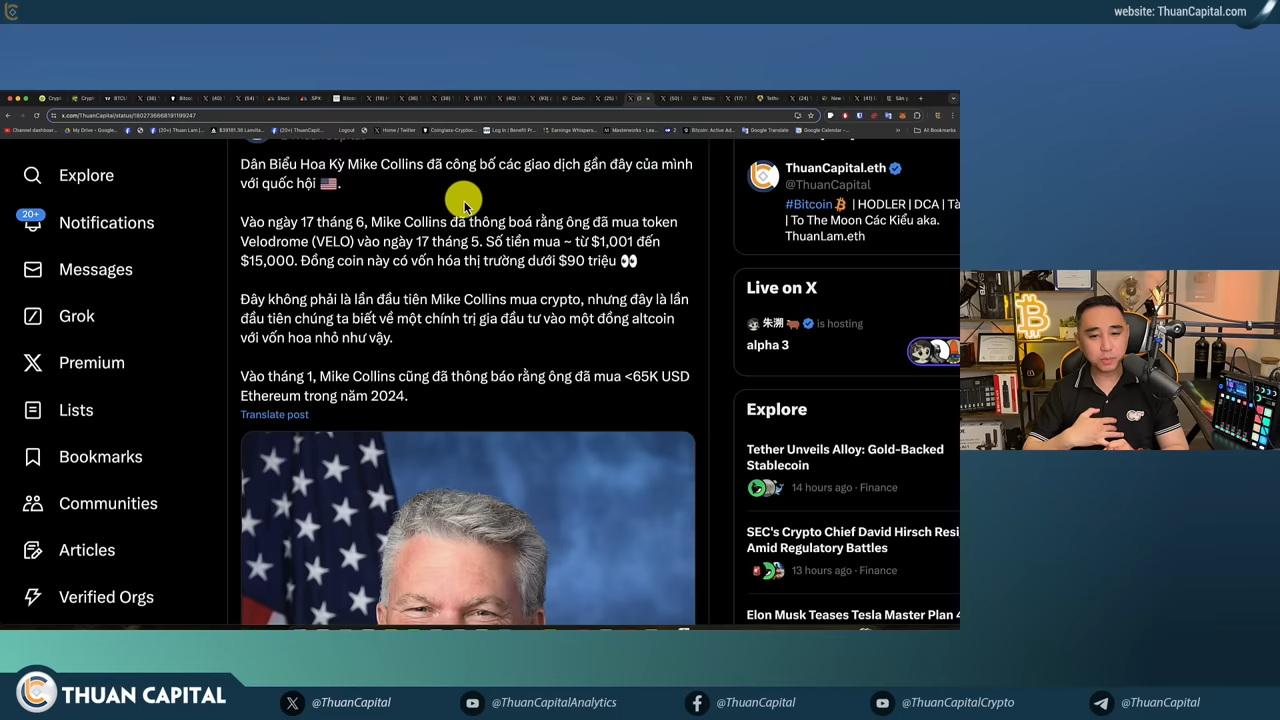 website: ThuanCapital.com
x.com/ThuanCapital/status/1802736668191199247
All Bookmarks
Explore
20+
Notifications
Messages
Grok
Premium
Lists
Bookmarks
Communities
Articles
Verified Orgs
Dân Biểu Hoa Kỳ Mike Collins đã công bố các giao dịch gần đây của mình
với quốc hội 🇺🇸.
Vào ngày 17 tháng 6, Mike Collins đã thông boá rằng ông đã mua token
Velodrome (VELO) vào ngày 17 tháng 5. Số tiền mua ~ từ $1,001 đến
$15,000. Đồng coin này có vốn hóa thị trường dưới $90 triệu 👀
Đây không phải là lần đầu tiên Mike Collins mua crypto, nhưng đây là lần
đầu tiên chúng ta biết về một chính trị gia đầu tư vào một đồng altcoin
với vốn hoa nhỏ như vậy.
Vào tháng 1, Mike Collins cũng đã thông báo rằng ông đã mua <65K USD
Ethereum trong năm 2024.
Translate post
ThuanCapital.eth
@ThuanCapital
#Bitcoin | HODLER | DCA | Tà
| To The Moon Các Kiểu aka.
ThuanLam.eth
Live on X
朱溯 🐂 is hosting
alpha 3
Explore
Tether Unveils Alloy: Gold-Backed
Stablecoin
14 hours ago · Finance
SEC's Crypto Chief David Hirsch Resi
Amid Regulatory Battles
13 hours ago · Finance
Elon Musk Teases Tesla Master Plan 4
THUAN CAPITAL
@ThuanCapital
@ThuanCapitalAnalytics
@ThuanCapital
@ThuanCapitalCrypto
@ThuanCapital